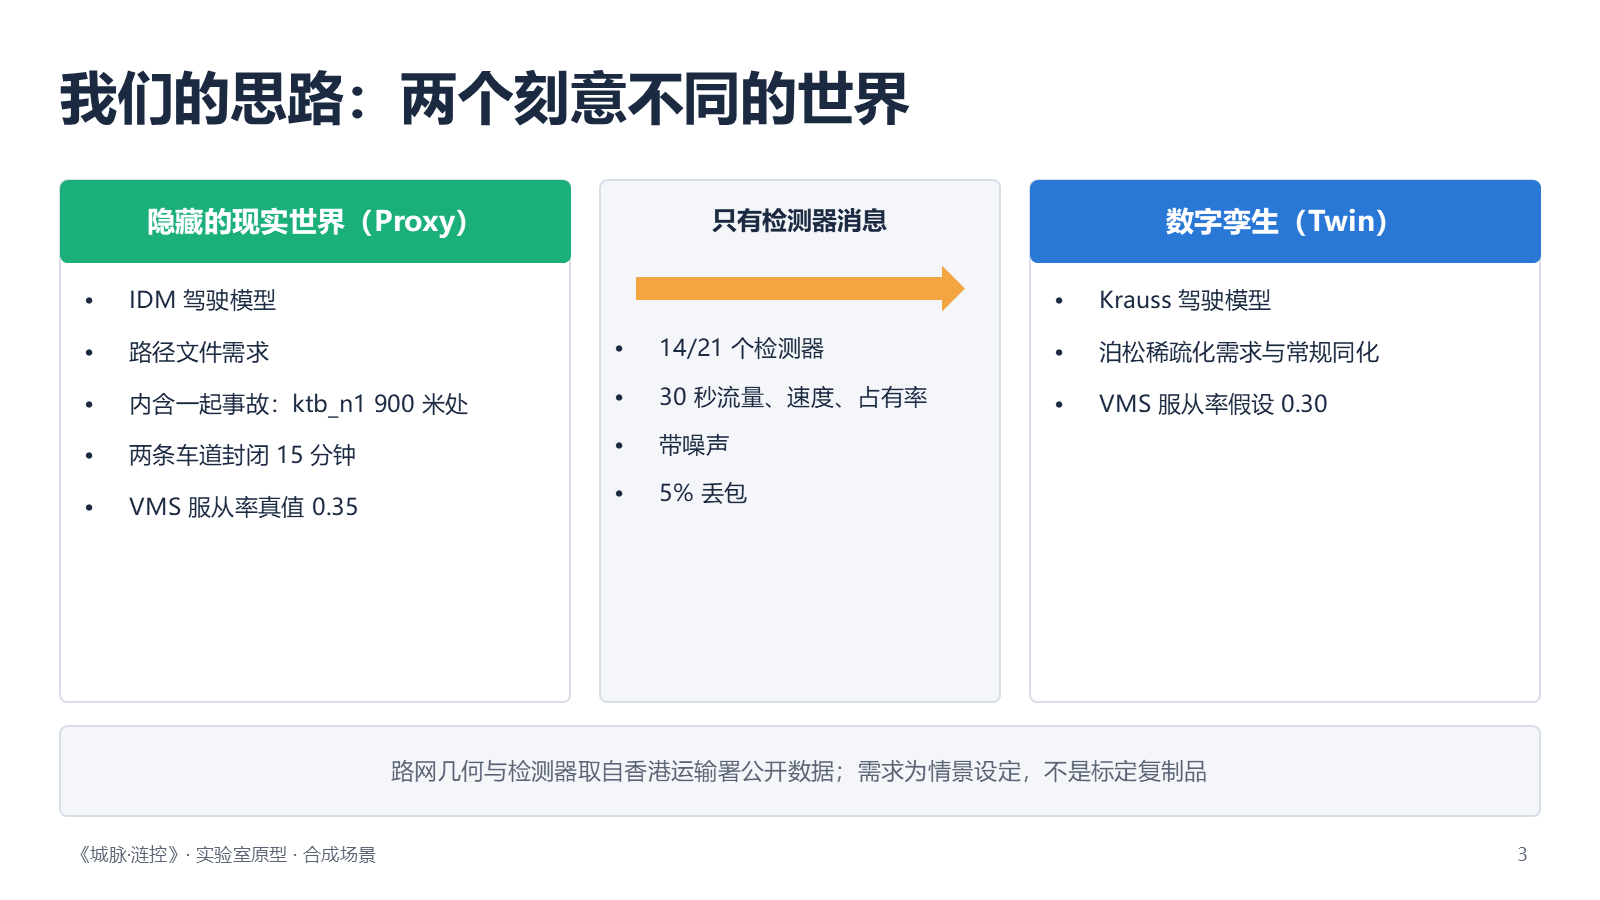 我们的思路：两个刻意不同的世界
隐藏的现实世界（Proxy）
• IDM 驾驶模型
• 路径文件需求
• 内含一起事故：ktb_n1 900 米处
• 两条车道封闭 15 分钟
• VMS 服从率真值 0.35
只有检测器消息
• 14/21 个检测器
• 30 秒流量、速度、占有率
• 带噪声
• 5% 丢包
数字孪生（Twin）
• Krauss 驾驶模型
• 泊松稀疏化需求与常规同化
• VMS 服从率假设 0.30
路网几何与检测器取自香港运输署公开数据；需求为情景设定，不是标定复制品
《城脉·涟控》· 实验室原型 · 合成场景
3